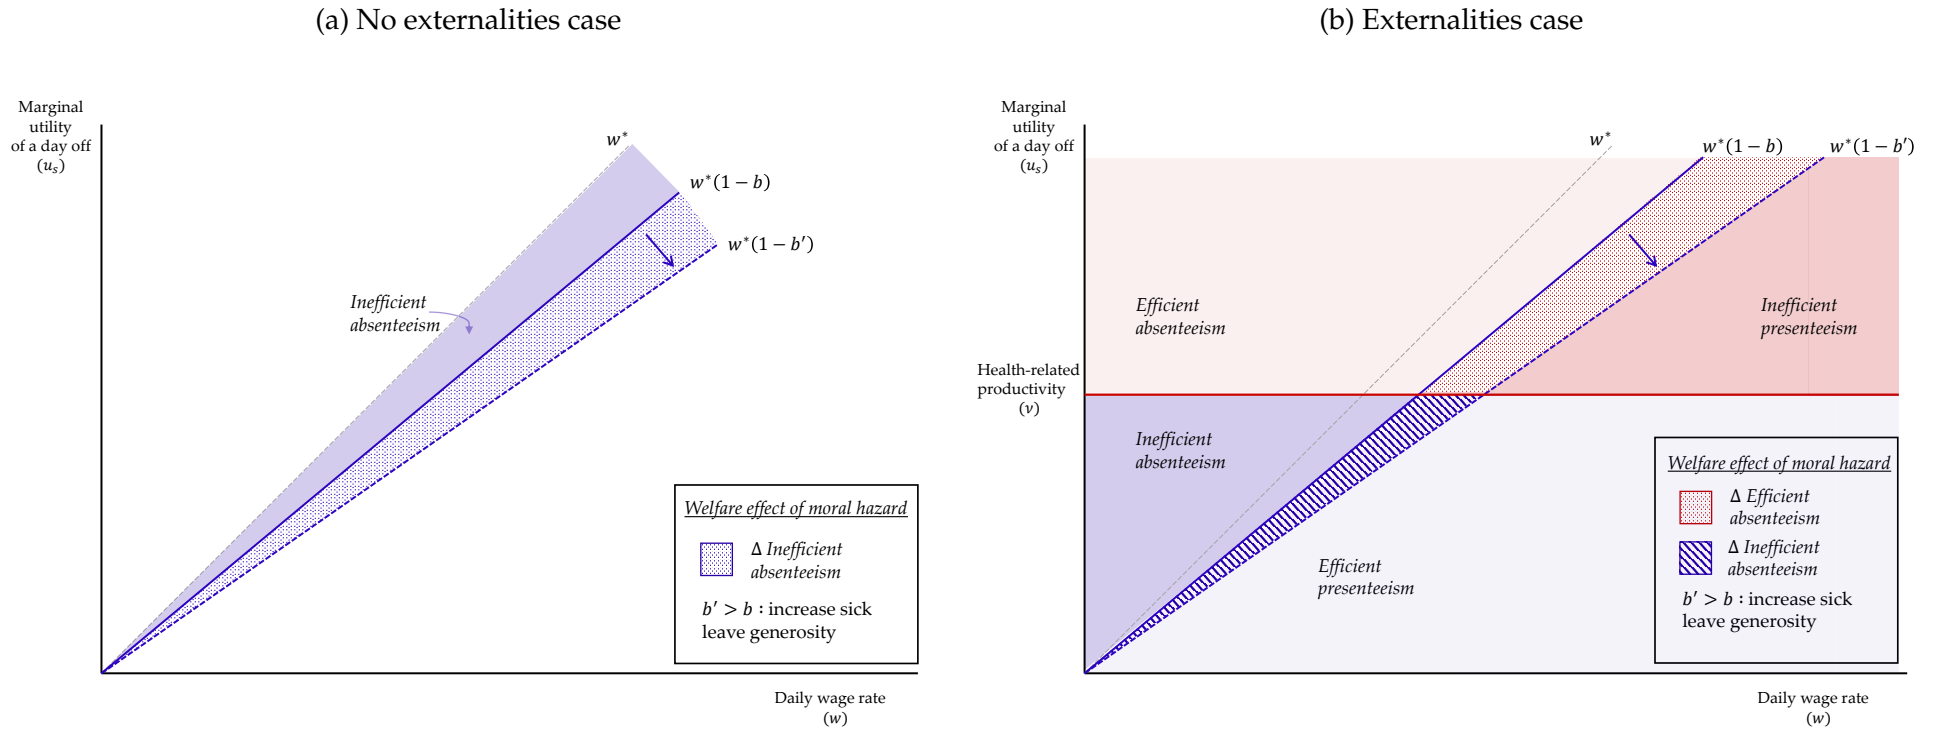 (a) No externalities case
Marginal
utility
of a day off
(u_s)
w*
w*(1 − b)
w*(1 − b′)
Inefficient
absenteeism
Welfare effect of moral hazard
Δ Inefficient
absenteeism
b′ > b : increase sick
leave generosity
Daily wage rate
(w)
(b) Externalities case
Marginal
utility
of a day off
(u_s)
w*
w*(1 − b)
w*(1 − b′)
Efficient
absenteeism
Inefficient
presenteeism
Health-related
productivity
(v)
Inefficient
absenteeism
Efficient
presenteeism
Welfare effect of moral hazard
Δ Efficient
absenteeism
Δ Inefficient
absenteeism
b′ > b : increase sick
leave generosity
Daily wage rate
(w)